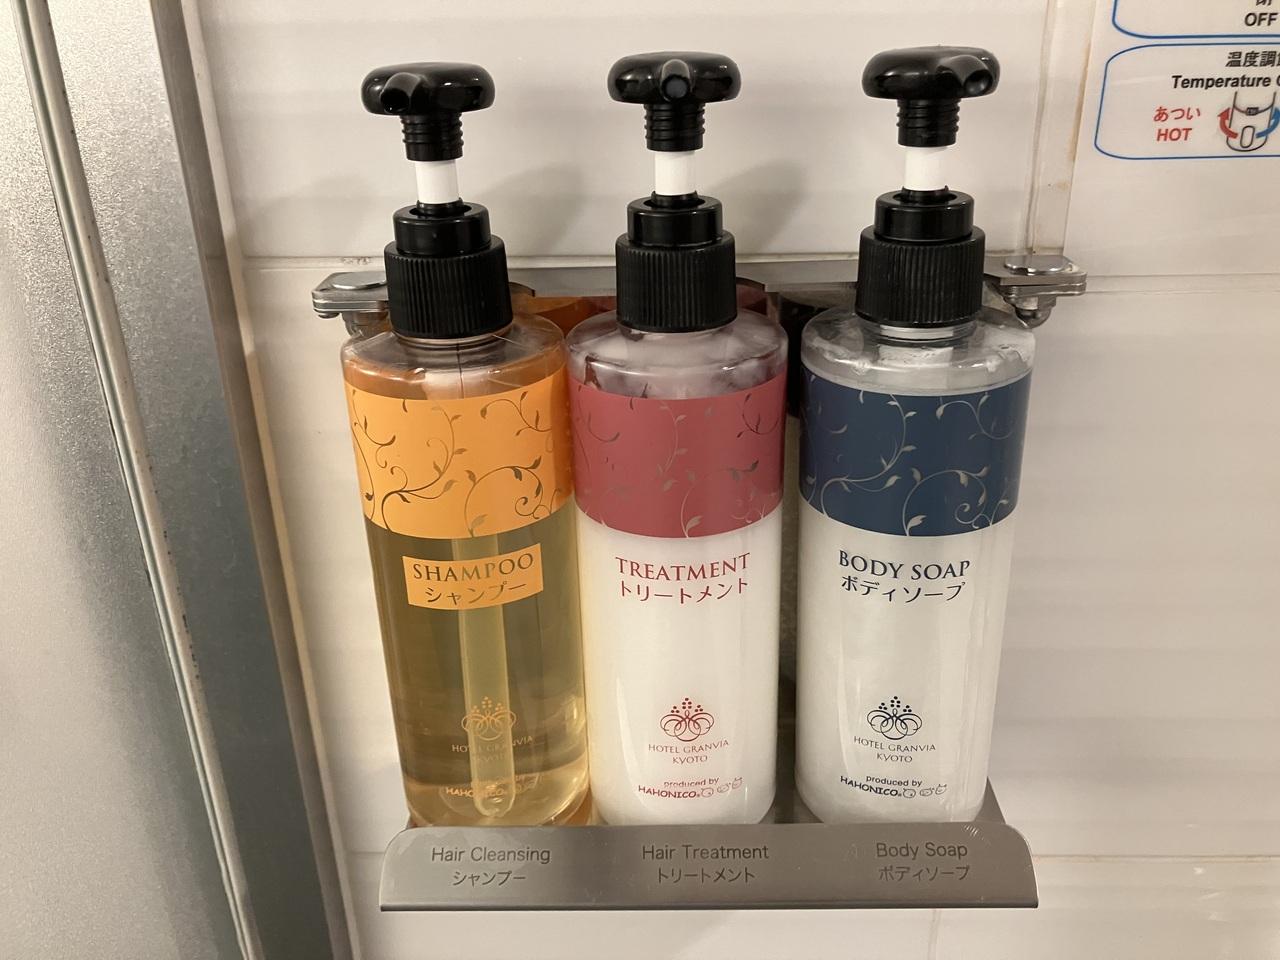 OFF
Temperature
あつい
HOT
SHAMPOO
シャンプー
HOTEL GRANVIA
KYOTO
HAHONICO
TREATMENT
トリートメント
HOTEL GRANVIA
KYOTO
produced by
HAHONICO
BODY SOAP
ボディソープ
HOTEL GRANVIA
KYOTO
produced by
HAHONICO
Hair Cleansing
シャンプー
Hair Treatment
トリートメント
Body Soap
ボディソープ